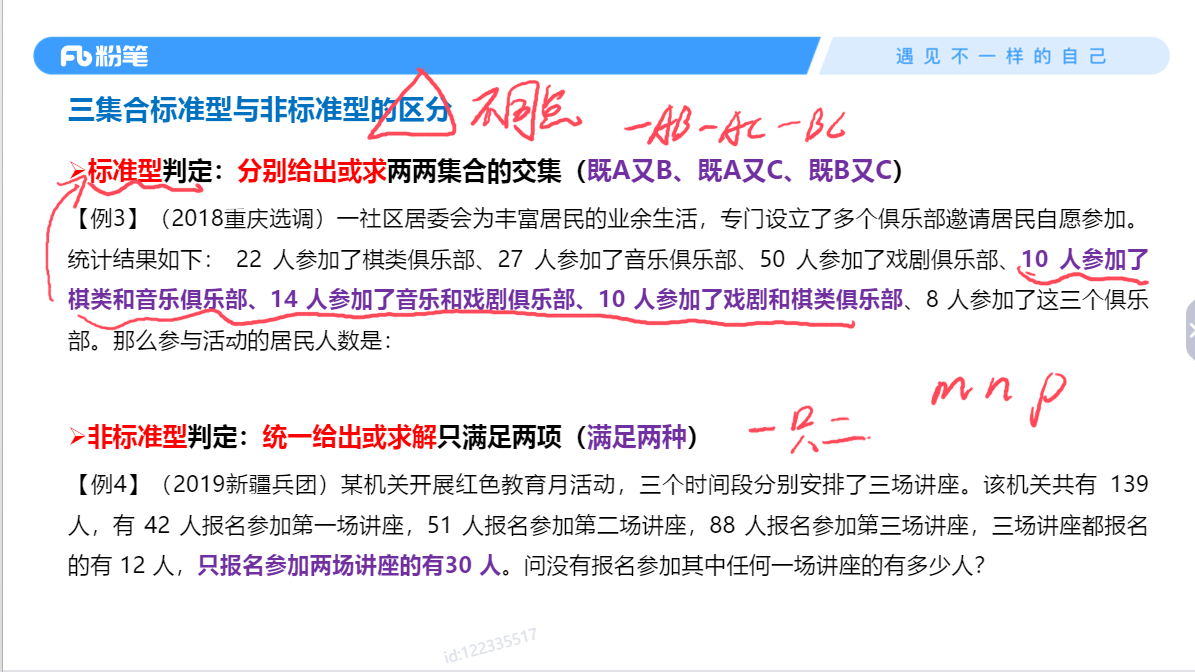 粉笔
遇见不一样的自己
三集合标准型与非标准型的区分 不同点
-AB-AC-BC
➢标准型判定：分别给出或求两两集合的交集（既A又B、既A又C、既B又C）
【例3】（2018重庆选调）一社区居委会为丰富居民的业余生活，专门设立了多个俱乐部邀请居民自愿参加。
统计结果如下： 22 人参加了棋类俱乐部、27 人参加了音乐俱乐部、50 人参加了戏剧俱乐部、10 人参加了
棋类和音乐俱乐部、14 人参加了音乐和戏剧俱乐部、10 人参加了戏剧和棋类俱乐部、8 人参加了这三个俱乐
部。那么参与活动的居民人数是：
m n p
➢非标准型判定：统一给出或求解只满足两项（满足两种） -只二
【例4】（2019新疆兵团）某机关开展红色教育月活动，三个时间段分别安排了三场讲座。该机关共有 139
人，有 42 人报名参加第一场讲座，51 人报名参加第二场讲座，88 人报名参加第三场讲座，三场讲座都报名
的有 12 人，只报名参加两场讲座的有30 人。问没有报名参加其中任何一场讲座的有多少人？
id:122335517